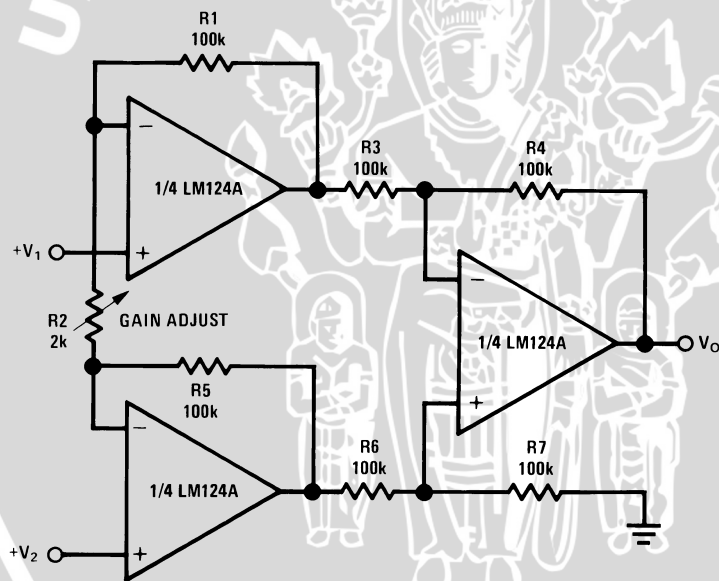 R1
100k
1/4 LM124A
+V1
R3
100k
R4
100k
R2
2k
GAIN ADJUST
R5
100k
1/4 LM124A
VO
1/4 LM124A
+V2
R6
100k
R7
100k